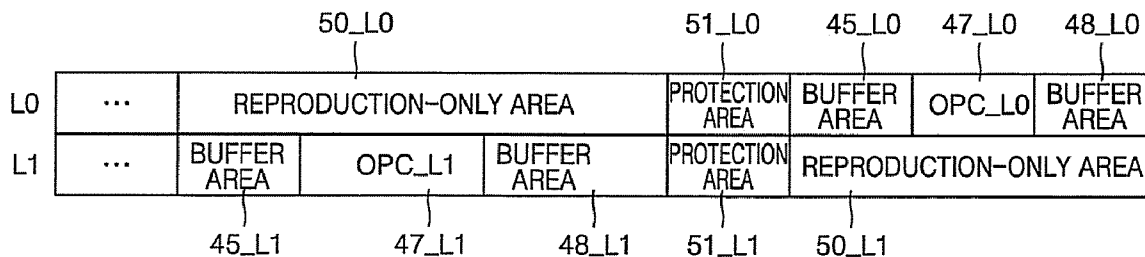 50_L0 51_L0 45_L0 47_L0 48_L0
L0 ... REPRODUCTION-ONLY AREA PROTECTION AREA BUFFER AREA OPC_L0 BUFFER AREA
L1 ... BUFFER AREA OPC_L1 BUFFER AREA PROTECTION AREA REPRODUCTION-ONLY AREA
45_L1 47_L1 48_L1 51_L1 50_L1